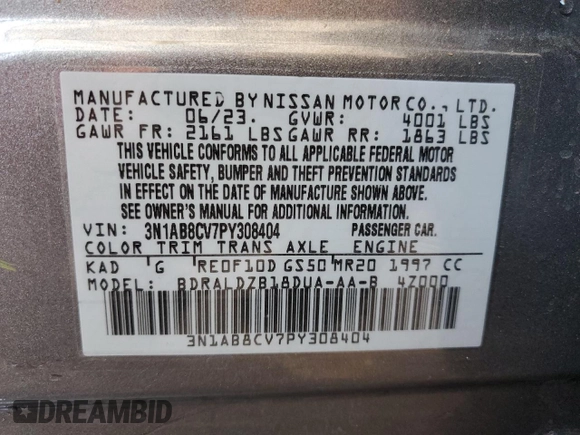 MANUFACTURED BY NISSAN MOTOR CO., LTD.
DATE: 06/23. GVWR: 4001 LBS
GAWR FR: 2161 LBS GAWR RR: 1863 LBS
THIS VEHICLE CONFORMS TO ALL APPLICABLE FEDERAL MOTOR
VEHICLE SAFETY, BUMPER AND THEFT PREVENTION STANDARDS
IN EFFECT ON THE DATE OF MANUFACTURE SHOWN ABOVE.
SEE OWNER'S MANUAL FOR ADDITIONAL INFORMATION.
VIN: 3N1AB8CV7PY308404 PASSENGER CAR.
COLOR TRIM TRANS AXLE ENGINE
KAD G RE0F10D GS50 MR20 1997 CC
MODEL: BDRALDZB18DUA-AA-B 4Z000
3N1AB8CV7PY308404
DREAMBID